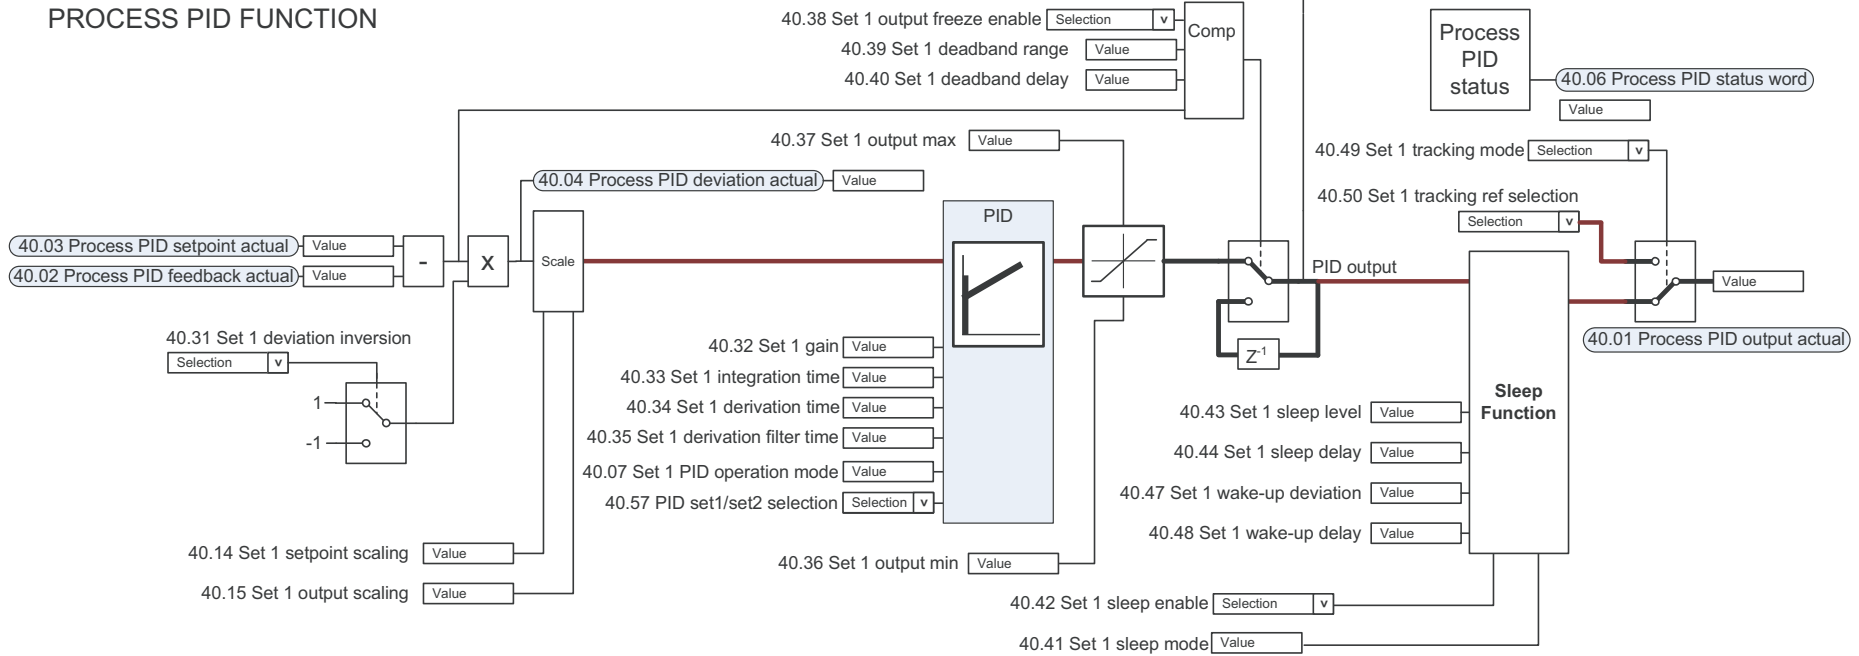 PROCESS PID FUNCTION
40.38 Set 1 output freeze enable Selection v
40.39 Set 1 deadband range Value
40.40 Set 1 deadband delay Value
Comp
Process
PID
status
40.06 Process PID status word
Value
40.37 Set 1 output max Value
40.49 Set 1 tracking mode Selection v
40.04 Process PID deviation actual Value
40.50 Set 1 tracking ref selection
Selection v
40.03 Process PID setpoint actual Value
40.02 Process PID feedback actual Value
-
X
Scale
PID
PID output
Z-1
Value
40.01 Process PID output actual
40.31 Set 1 deviation inversion
Selection v
1
-1
40.32 Set 1 gain Value
40.33 Set 1 integration time Value
40.34 Set 1 derivation time Value
40.35 Set 1 derivation filter time Value
40.07 Set 1 PID operation mode Value
40.57 PID set1/set2 selection Selection v
Sleep
Function
40.43 Set 1 sleep level Value
40.44 Set 1 sleep delay Value
40.47 Set 1 wake-up deviation Value
40.48 Set 1 wake-up delay Value
40.14 Set 1 setpoint scaling Value
40.15 Set 1 output scaling Value
40.36 Set 1 output min Value
40.42 Set 1 sleep enable Selection v
40.41 Set 1 sleep mode Value